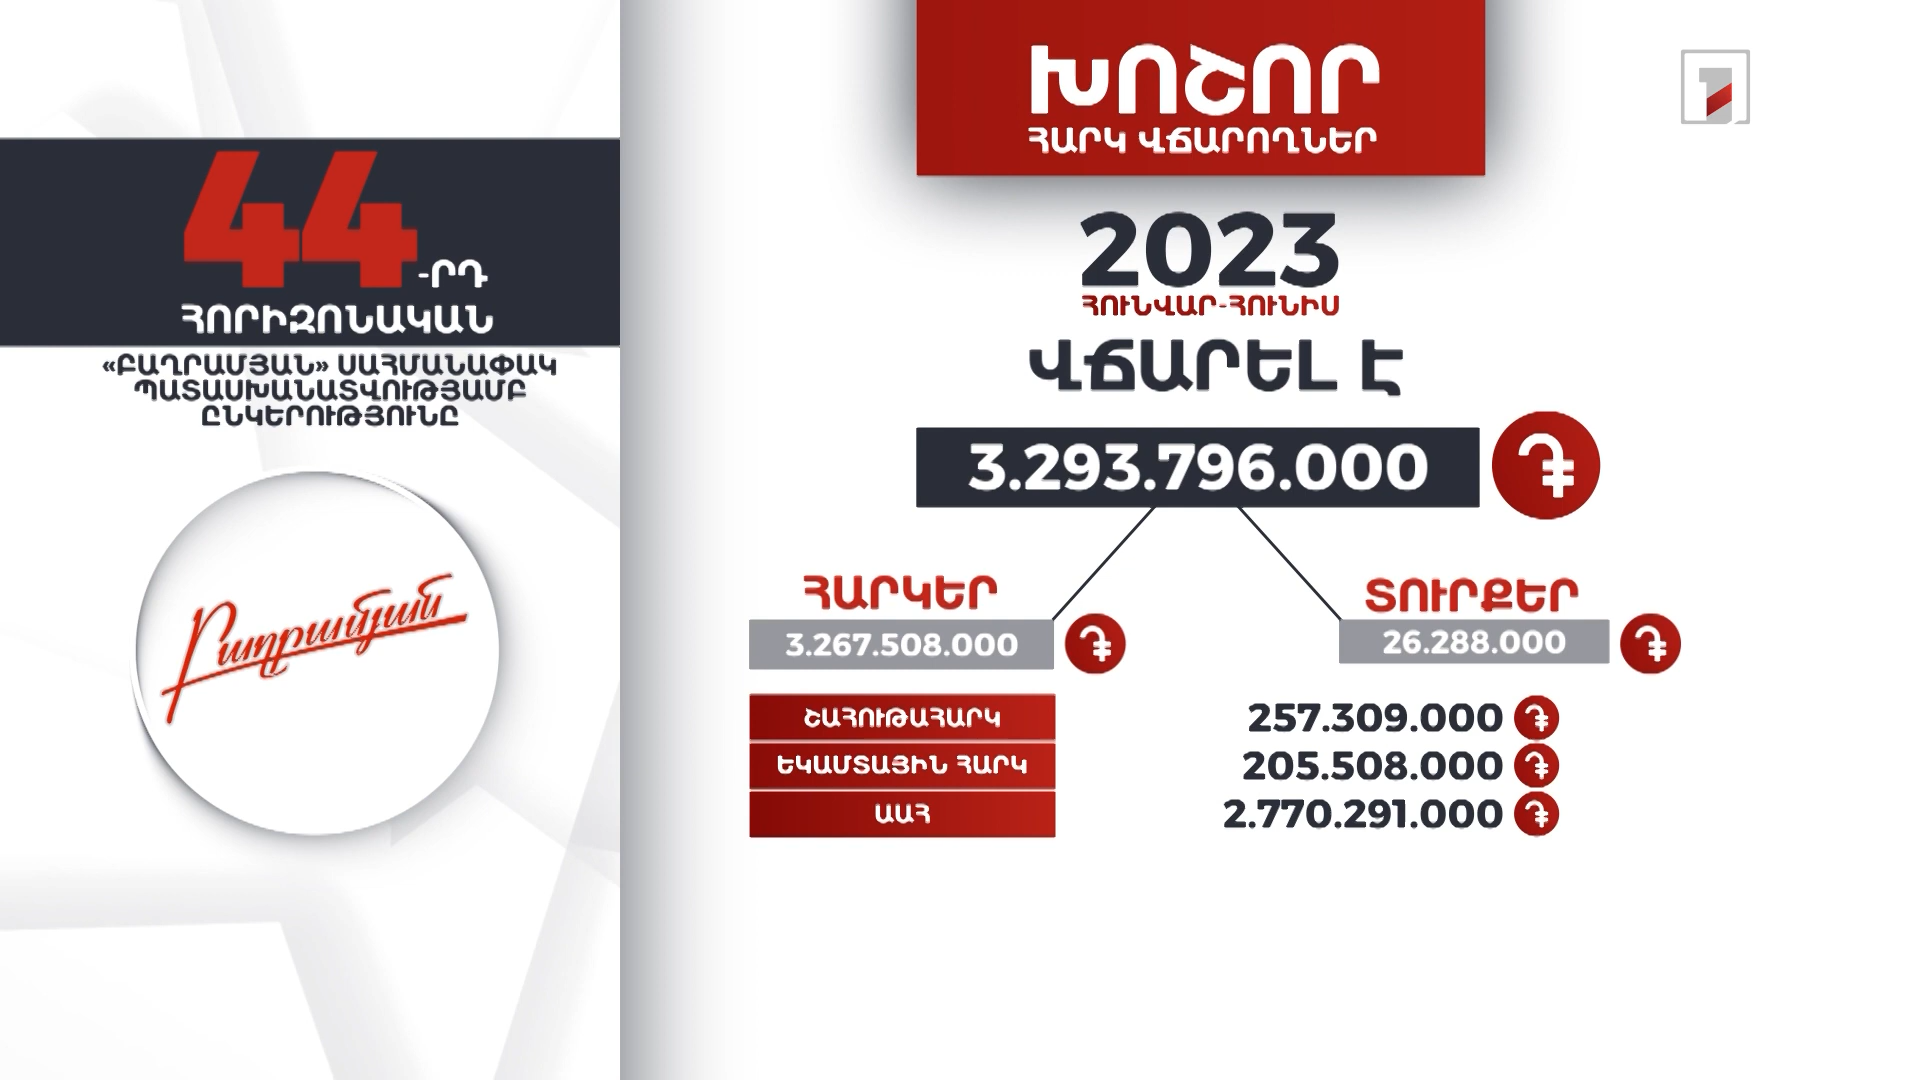 44-ՐԴ
ՀՈՐԻԶՈՆԱԿԱՆ
«ԲԱՂՐԱՄՅԱՆ» ՍԱՀՄԱՆԱՓԱԿ
ՊԱՏԱՍԽԱՆԱՏՎՈՒԹՅԱՄԲ
ԸՆԿԵՐՈՒԹՅՈՒՆԸ
Բաղրամյան
ԽՈՇՈՐ
ՀԱՐԿ ՎՃԱՐՈՂՆԵՐ
1
2023
ՀՈՒՆՎԱՐ-ՀՈՒՆԻՍ
ՎՃԱՐԵԼ Է
3.293.796.000 ֏
ՀԱՐԿԵՐ
3.267.508.000 ֏
ՏՈՒՐՔԵՐ
26.288.000 ֏
ՇԱՀՈՒԹԱՀԱՐԿ 257.309.000 ֏
ԵԿԱՄՏԱՅԻՆ ՀԱՐԿ 205.508.000 ֏
ԱԱՀ 2.770.291.000 ֏